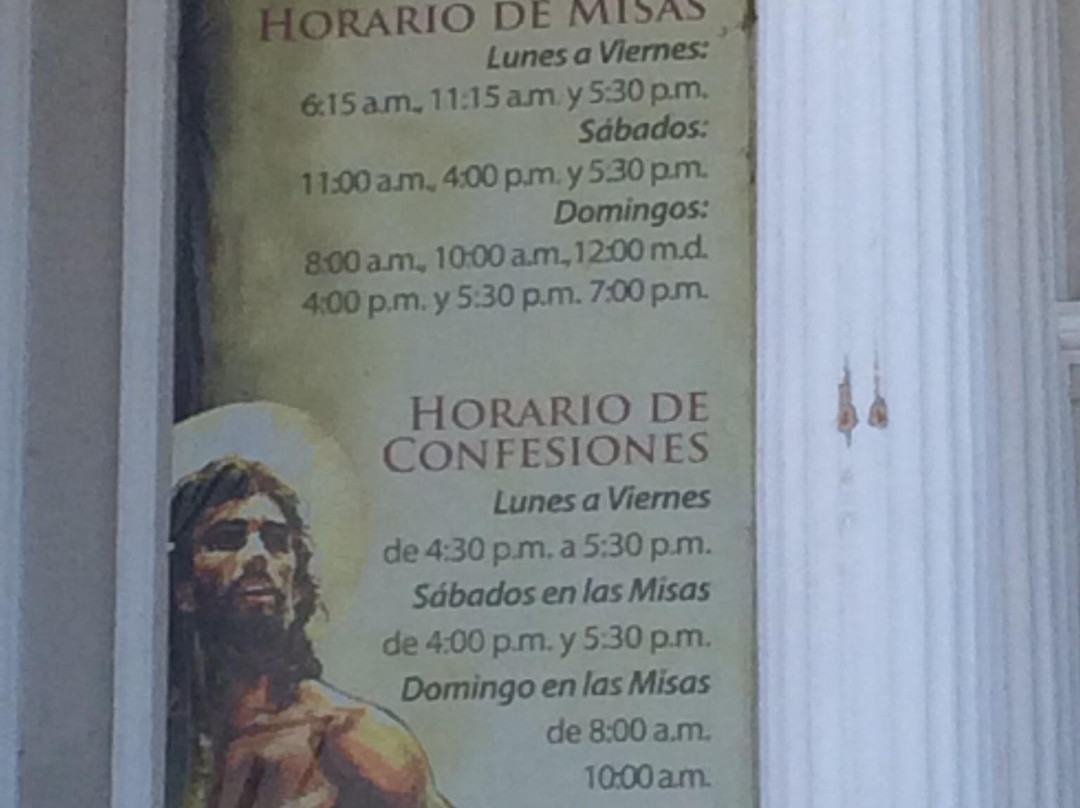 HORARIO DE MISAS
Lunes a Viernes:
6:15 a.m., 11:15 a.m. y 5:30 p.m.
Sábados:
11:00 a.m., 4:00 p.m. y 5:30 p.m.
Domingos:
8:00 a.m., 10:00 a.m., 12:00 m.d.
4:00 p.m. y 5:30 p.m. 7:00 p.m.
HORARIO DE
CONFESIONES
Lunes a Viernes
de 4:30 p.m. a 5:30 p.m.
Sábados en las Misas
de 4:00 p.m. y 5:30 p.m.
Domingo en las Misas
de 8:00 a.m.
10:00 a.m.